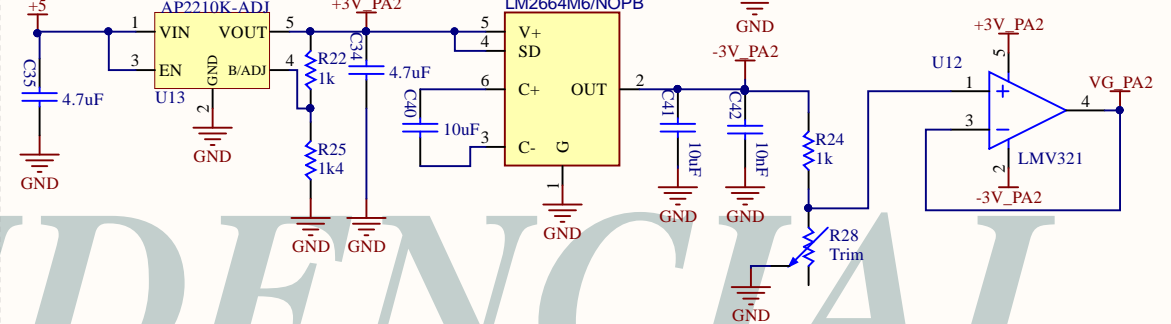 +5
AP2210K-ADJ
1
VIN
VOUT
5
3
EN
GND
B/ADJ
4
U13
2
GND
C35
4.7uF
GND
R22
1k
R25
1k4
GND
+3V_PA2
C34
4.7uF
GND
LM2664M6/NOPB
5
V+
4
SD
6
C+
OUT
2
3
C-
G
1
GND
C40
10uF
GND
-3V_PA2
C41
10uF
GND
C42
10nF
GND
R24
1k
R28
Trim
GND
U12
+3V_PA2
5
1
+
3
-
4
2
LMV321
-3V_PA2
VG_PA2
DENCIAL